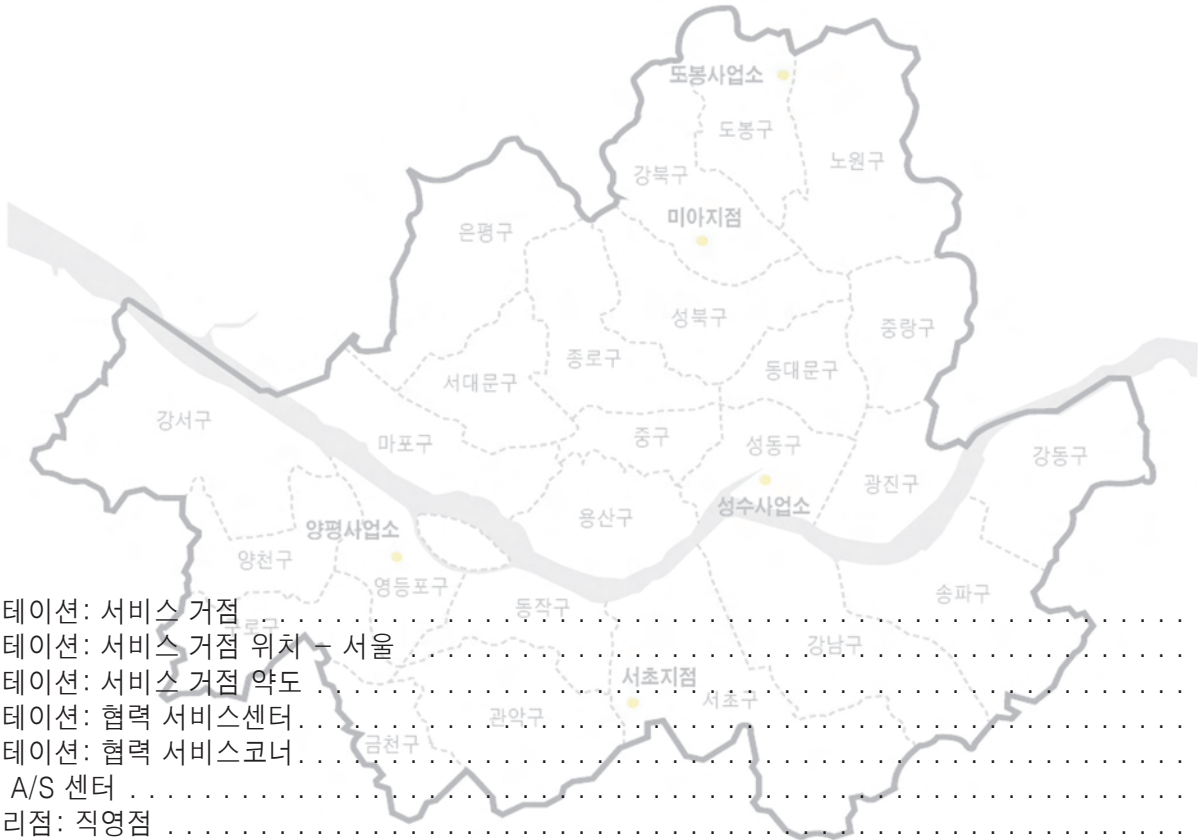 도봉사업소
도봉구
노원구
강북구
미아지점
은평구
성북구
중랑구
종로구
동대문구
서대문구
강서구
마포구
중구
성동구
강동구
광진구
성수사업소
용산구
양평사업소
양천구
영등포구
송파구
동작구
테이션: 서비스 거점 . . . . . . . . . . . . . . . . . . . . . . . . . . . . . . . . . . . . . . . . . . . . . . . . . .
구로구
강남구
테이션: 서비스 거점 위치 – 서울 . . . . . . . . . . . . . . . . . . . . . . . . . . . . . . . . . . . . . . . . . .
테이션: 서비스 거점 약도 . . . . . . . . . . . . . . . . . . . . . . . . . . . . . . . . . . . . . . . . . . . . . . .
서초지점
서초구
관악구
테이션: 협력 서비스센터. . . . . . . . . . . . . . . . . . . . . . . . . . . . . . . . . . . . . . . . . . . . . . . .
금천구
테이션: 협력 서비스코너. . . . . . . . . . . . . . . . . . . . . . . . . . . . . . . . . . . . . . . . . . . . . . . .
A/S 센터 . . . . . . . . . . . . . . . . . . . . . . . . . . . . . . . . . . . . . . . . . . . . . . . . . . . . . . . . .
리점: 직영점 . . . . . . . . . . . . . . . . . . . . . . . . . . . . . . . . . . . . . . . . . . . . . . . . . . . . . . .